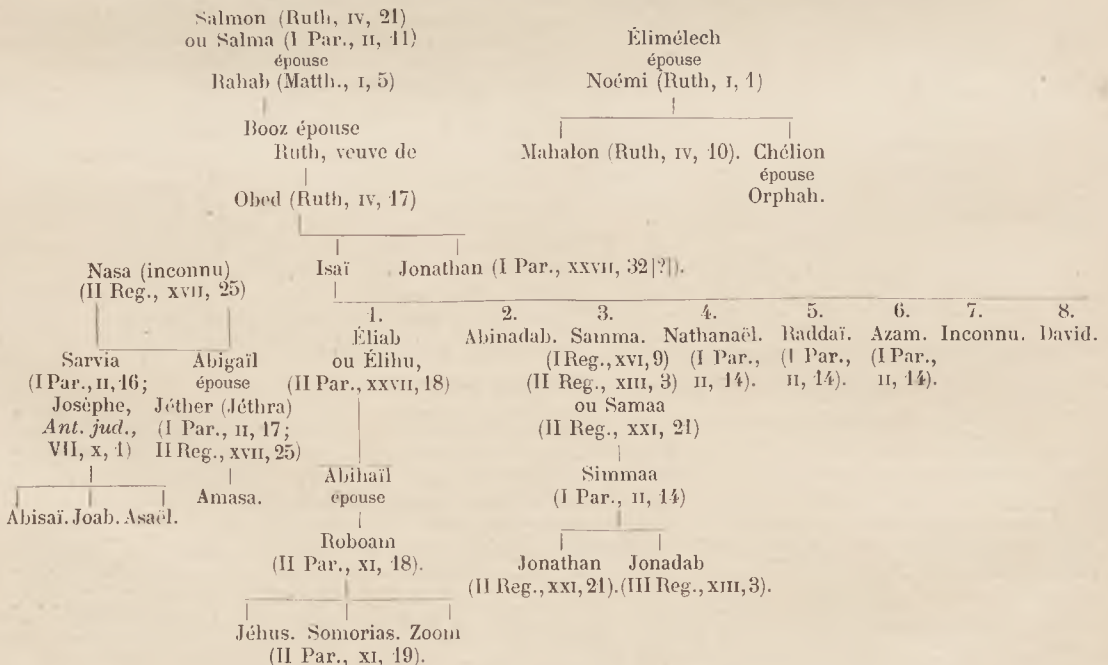 Salmon (Ruth, IV, 21)
ou Salma (I Par., II, 11)
épouse
Rahab (Matth., I, 5)
Élimélech
épouse
Noémi (Ruth, I, 1)
Booz épouse
Ruth, veuve de
Mahalon (Ruth, IV, 10). Chélion
épouse
Orphah.
Obed (Ruth, IV, 17)
Isaï Jonathan (I Par., XXVII, 32[?]).
Nasa (inconnu)
(II Reg., XVII, 25)
Sarvia
(I Par., II, 16;
Josèphe,
Ant. jud.,
VII, X, 1)
Abigaïl
épouse
Jéther (Jéthra)
(I Par., II, 17;
II Reg., XVII, 25)
Abisaï. Joab. Asaël.
Amasa.
1.
Éliab
ou Élihu,
(II Par., XXVII, 18)
Abihaïl
épouse
Roboam
(II Par., XI, 18).
Jéhus. Somorias. Zoom
(II Par., XI, 19).
2.
Abinadab.
3.
Samma.
(I Reg., XVI, 9)
(II Reg., XIII, 3)
ou Samaa
(II Reg., XXI, 21)
Simmaa
(I Par., II, 14)
Jonathan
(II Reg., XXI, 21).
Jonadab
(III Reg., XIII, 3).
4.
Nathanaël.
(I Par.,
II, 14).
5.
Raddaï.
(I Par.,
II, 14).
6.
Azam.
(I Par.,
II, 14).
7.
Inconnu.
8.
David.